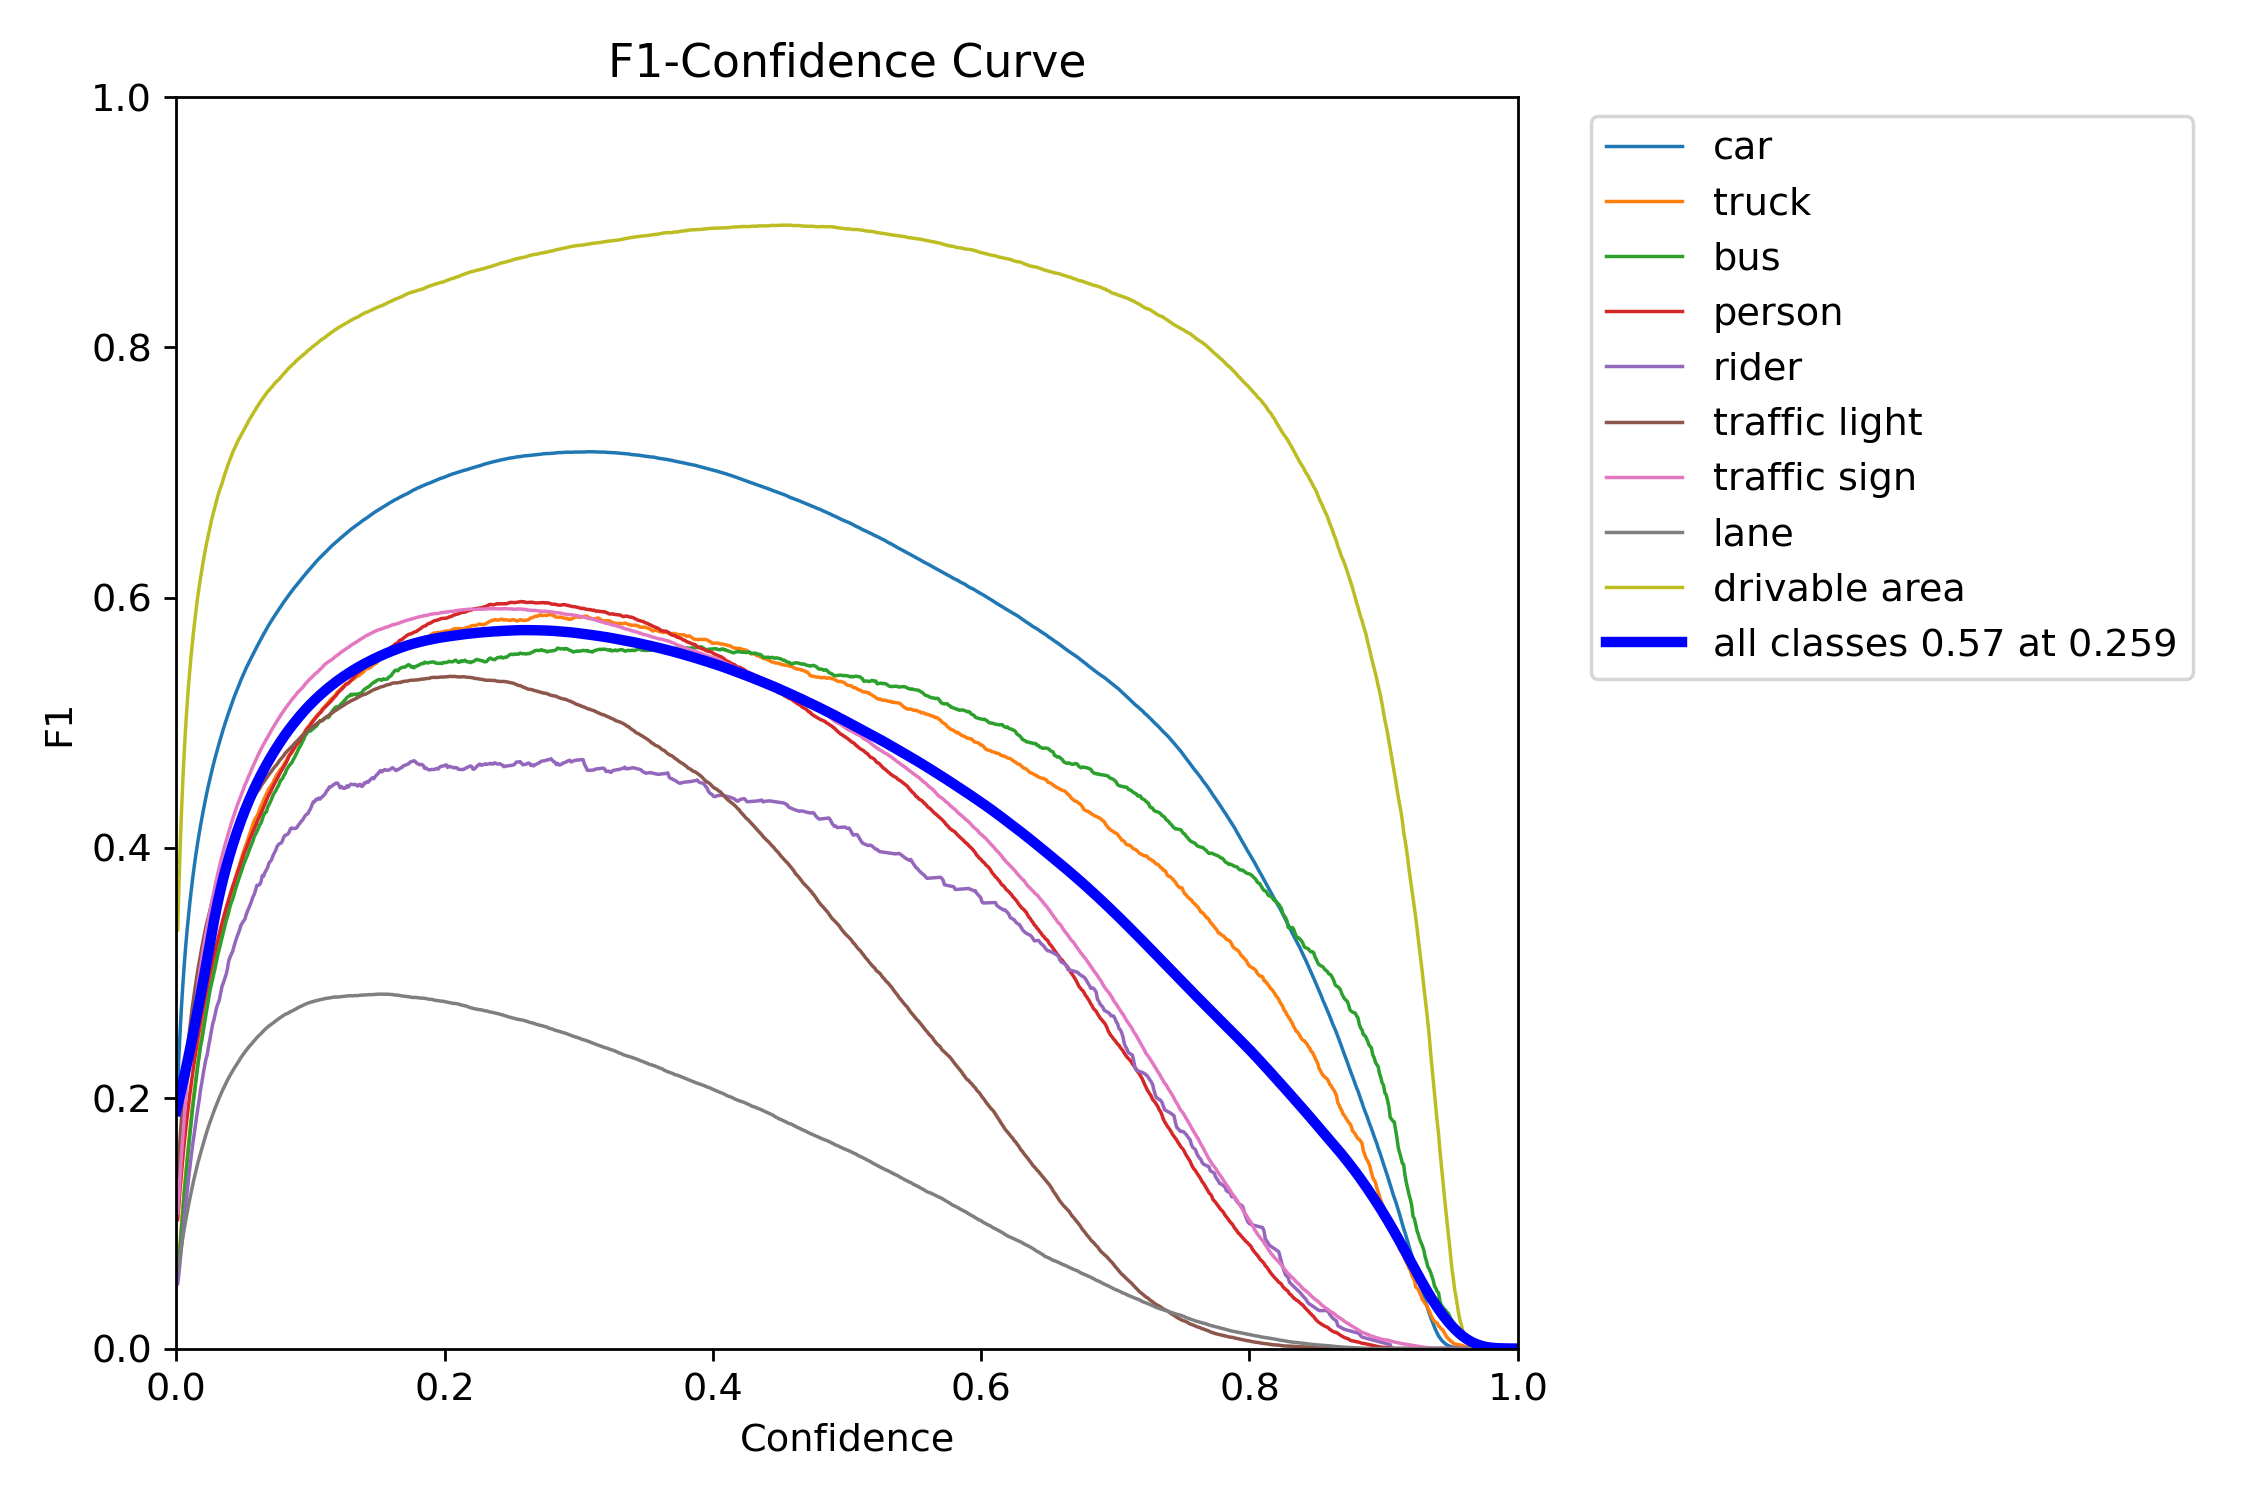 F1-Confidence Curve
1.0
0.8
0.6
0.4
0.2
0.0
F1
0.0 0.2 0.4 0.6 0.8 1.0
Confidence
car
truck
bus
person
rider
traffic light
traffic sign
lane
drivable area
all classes 0.57 at 0.259